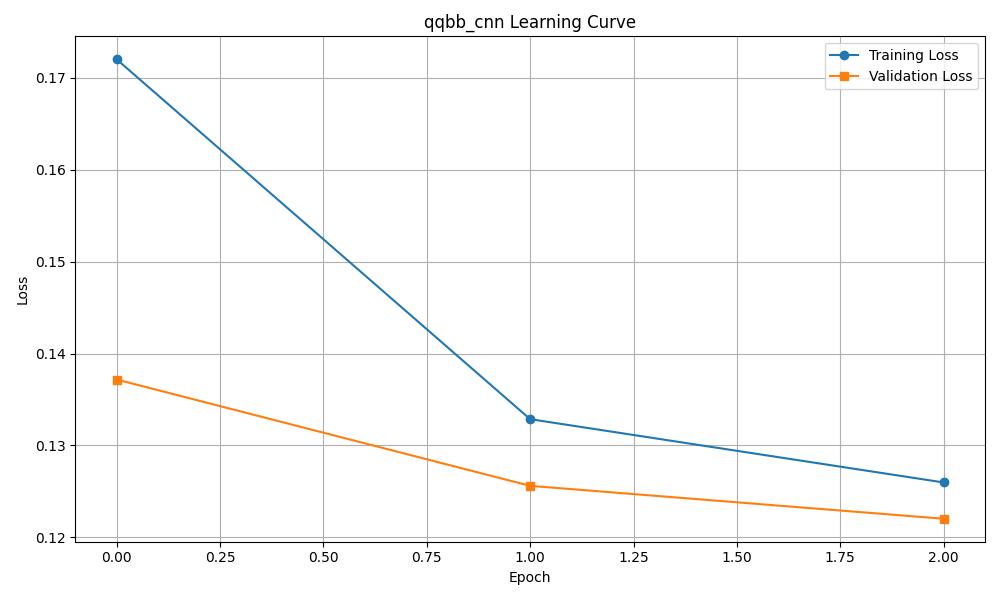 qqbb_cnn Learning Curve
Training Loss
Validation Loss
0.17
0.16
0.15
0.14
0.13
0.12
Loss
0.00 0.25 0.50 0.75 1.00 1.25 1.50 1.75 2.00
Epoch